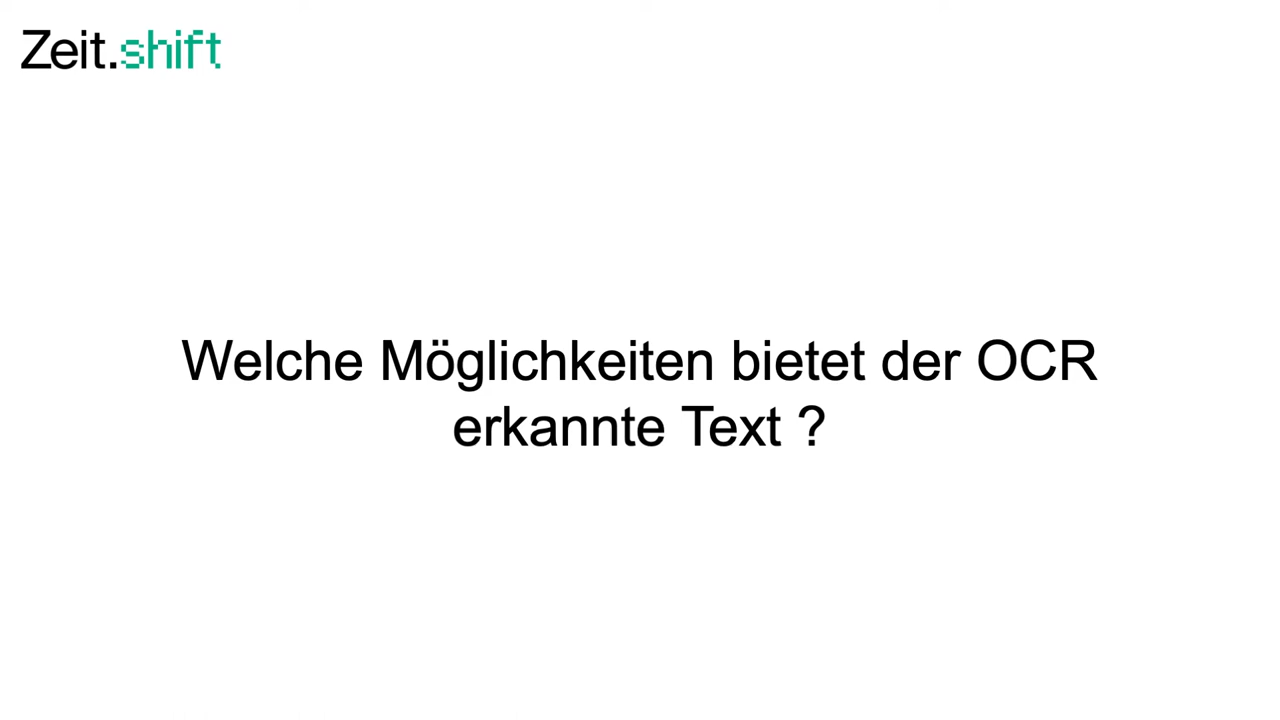 Zeit.shift
Welche Möglichkeiten bietet der OCR
erkannte Text ?